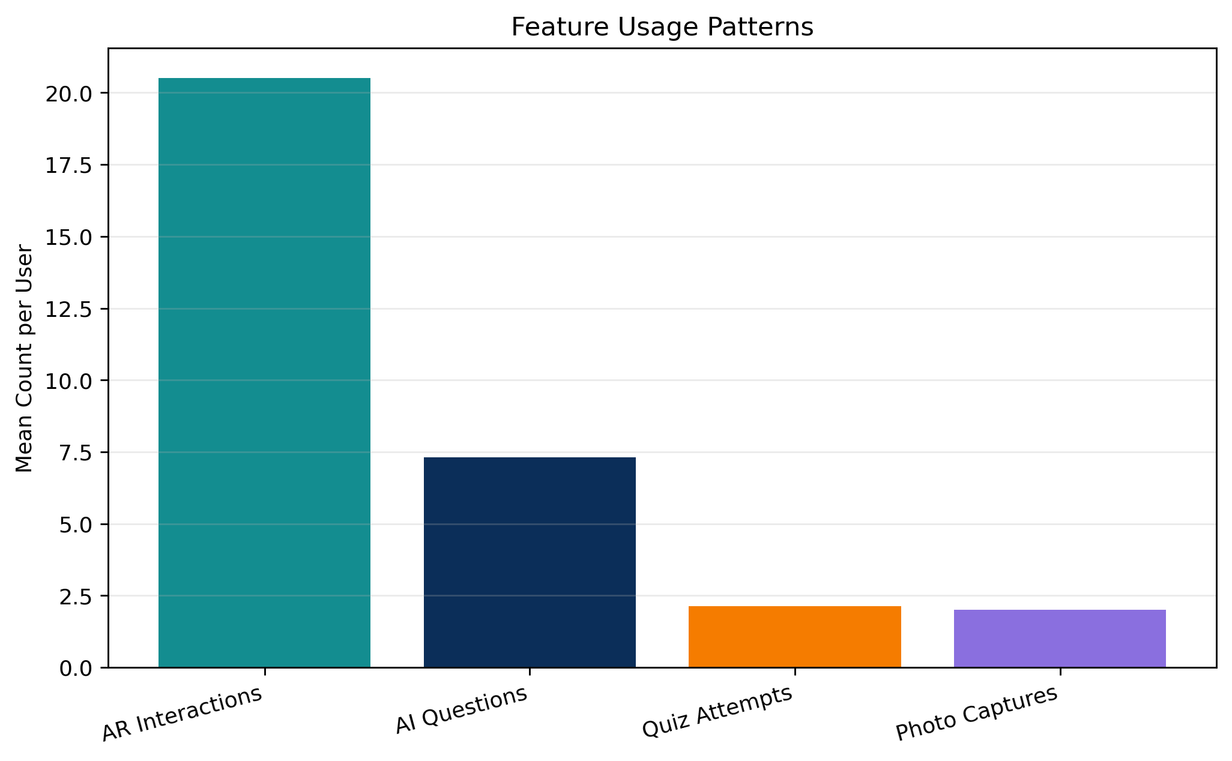 Feature Usage Patterns
Mean Count per User
20.0
17.5
15.0
12.5
10.0
7.5
5.0
2.5
0.0
AR Interactions
AI Questions
Quiz Attempts
Photo Captures